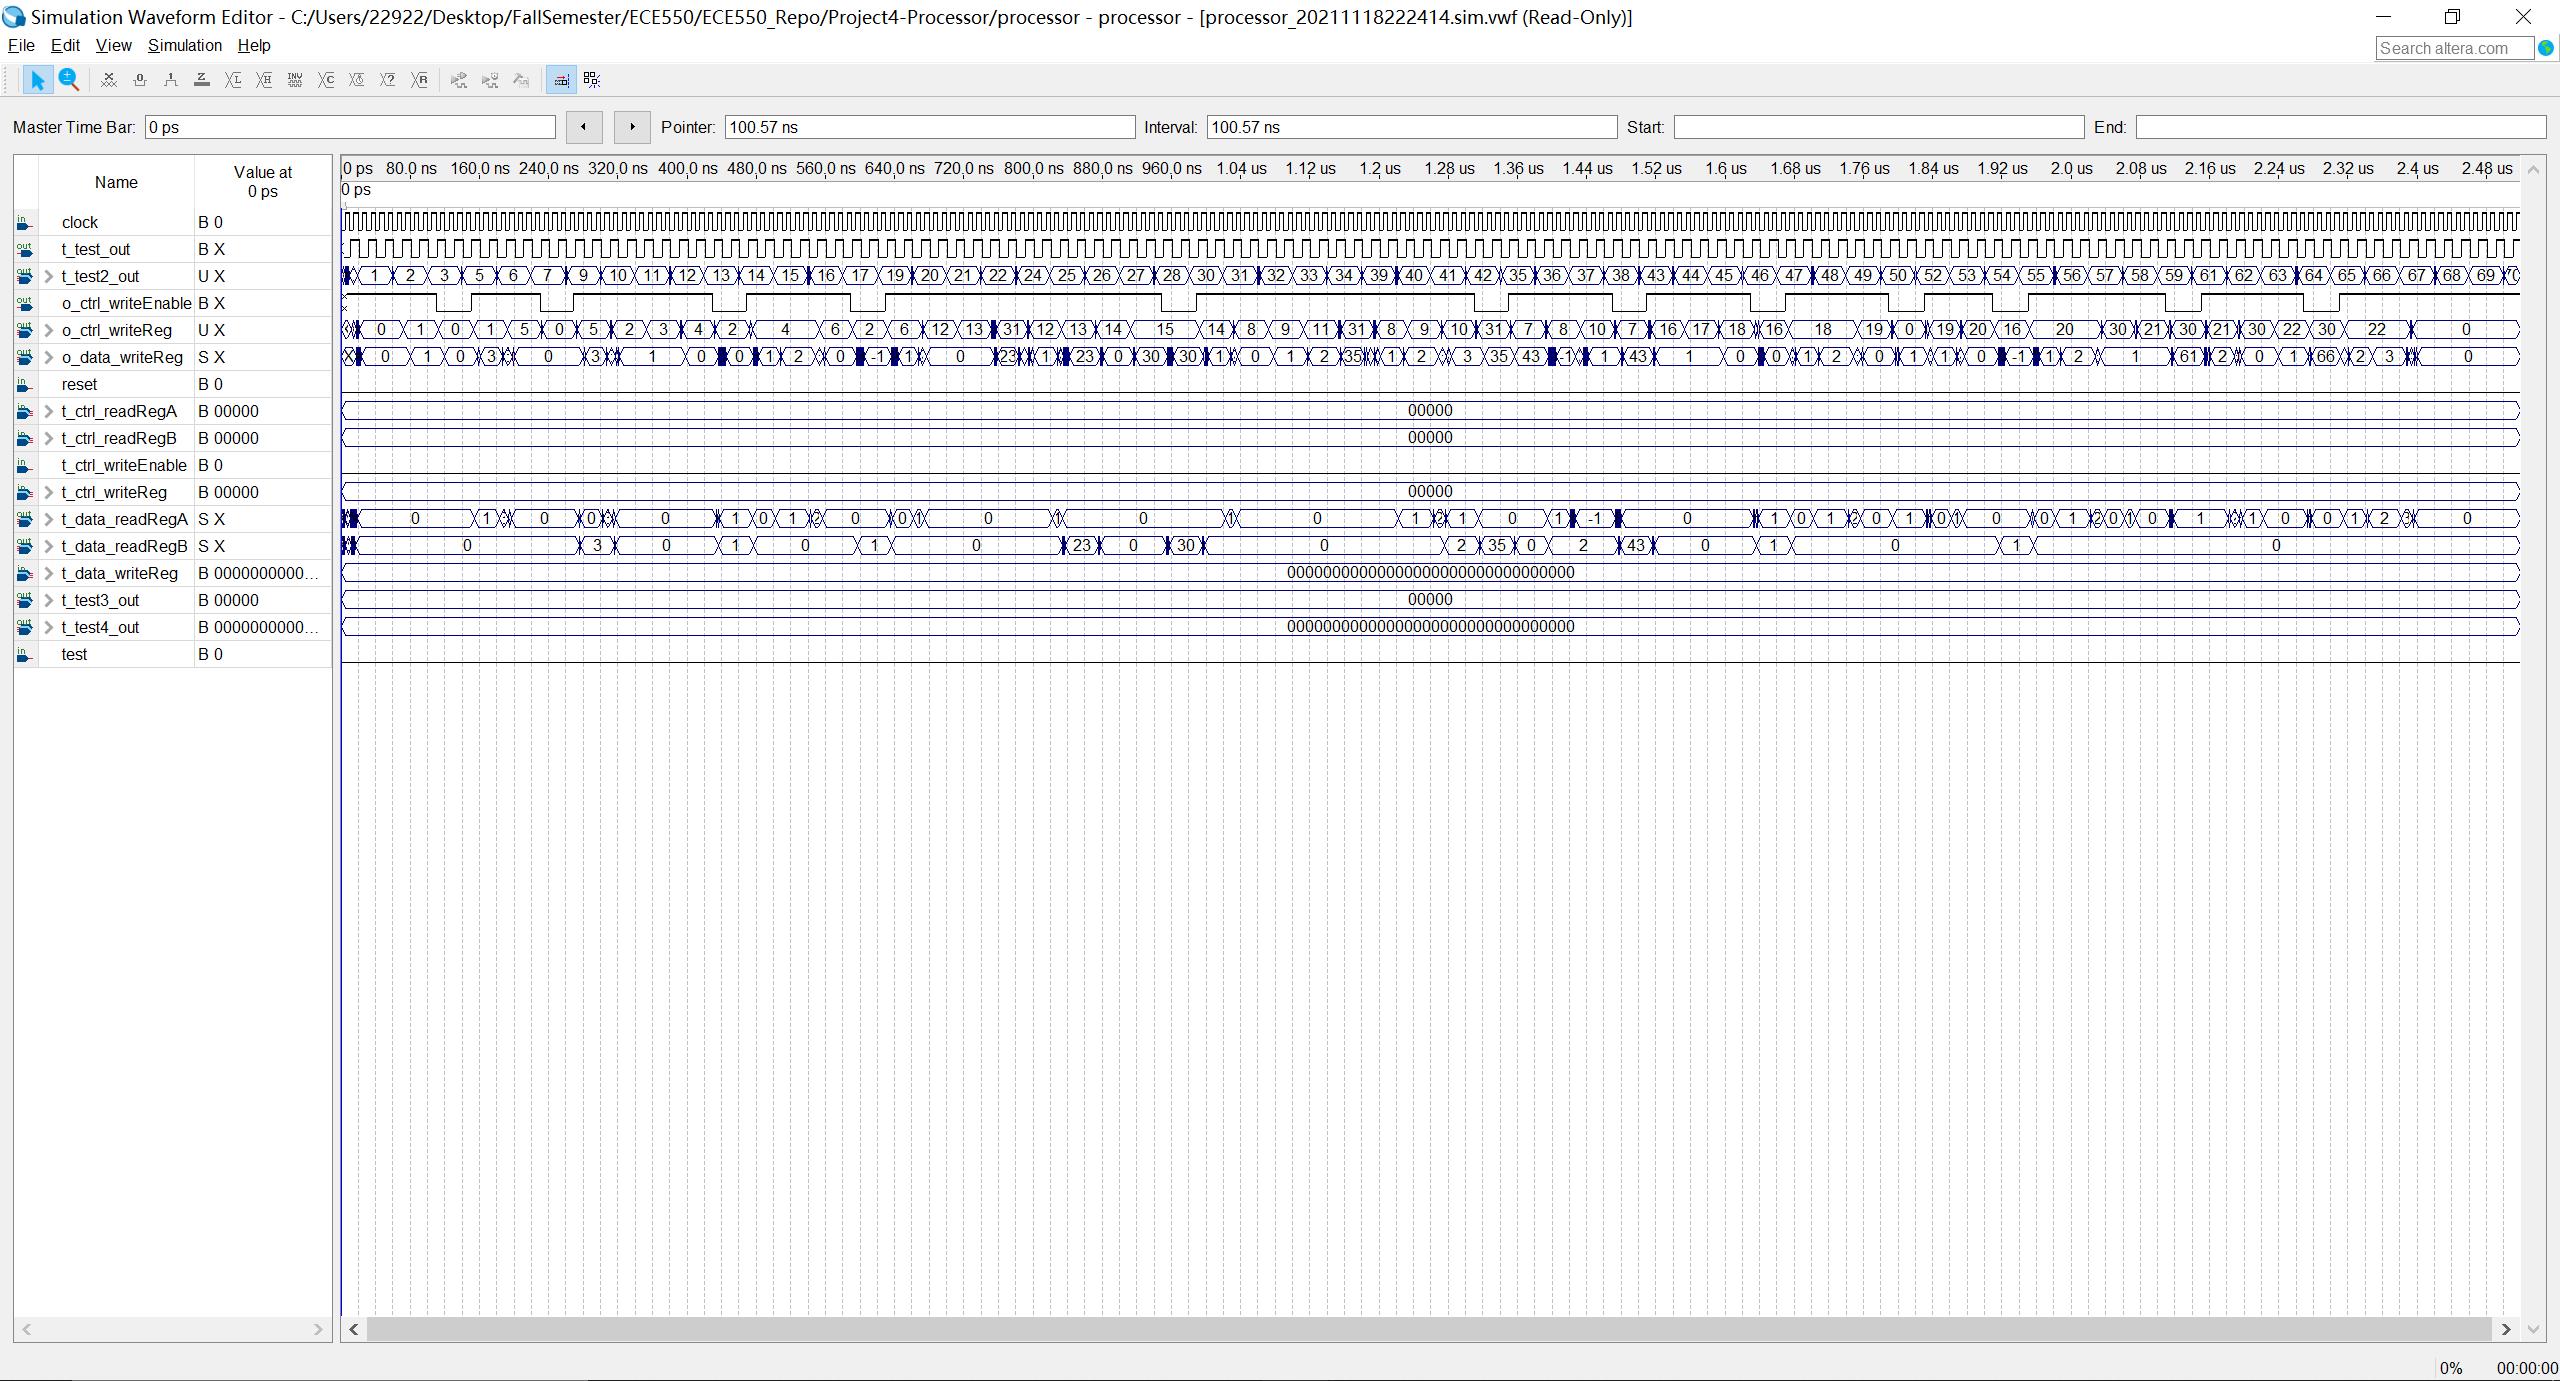 Simulation Waveform Editor - C:/Users/22922/Desktop/FallSemester/ECE550/ECE550_Repo/Project4-Processor/processor - processor - [processor_20211118222414.sim.vwf (Read-Only)]
File Edit View Simulation Help
Search altera.com
Master Time Bar: 0 ps Pointer: 100.57 ns Interval: 100.57 ns Start: End:
Name Value at 0 ps
0 ps 80.0 ns 160.0 ns 240.0 ns 320.0 ns 400.0 ns 480.0 ns 560.0 ns 640.0 ns 720.0 ns 800.0 ns 880.0 ns 960.0 ns 1.04 us 1.12 us 1.2 us 1.28 us 1.36 us 1.44 us 1.52 us 1.6 us 1.68 us 1.76 us 1.84 us 1.92 us 2.0 us 2.08 us 2.16 us 2.24 us 2.32 us 2.4 us 2.48 us
0 ps
clock B 0
t_test_out B X
t_test2_out U X 1 2 3 5 6 7 9 10 11 12 13 14 15 16 17 19 20 21 22 24 25 26 27 28 30 31 32 33 34 39 40 41 42 35 36 37 38 43 44 45 46 47 48 49 50 52 53 54 55 56 57 58 59 61 62 63 64 65 66 67 68 69
o_ctrl_writeEnable B X
o_ctrl_writeReg U X 0 1 0 1 5 0 5 2 3 4 2 4 6 2 6 12 13 31 12 13 14 15 14 8 9 11 31 8 9 10 31 7 8 10 7 16 17 18 16 18 19 0 19 20 16 20 30 21 30 21 30 22 30 22 0
o_data_writeReg S X X 0 1 0 3 0 3 1 0 0 1 2 0 -1 1 0 23 1 23 0 30 30 1 0 1 2 35 1 2 3 35 43 -1 1 43 1 0 0 1 2 0 1 1 0 -1 1 2 1 61 2 0 1 66 2 3 0
reset B 0
t_ctrl_readRegA B 00000 00000
t_ctrl_readRegB B 00000 00000
t_ctrl_writeEnable B 0
t_ctrl_writeReg B 00000 00000
t_data_readRegA S X 0 1 0 0 0 1 0 1 2 0 0 1 0 1 0 1 0 1 2 1 0 1 -1 0 1 0 1 2 0 1 0 1 0 0 1 2 0 1 0 1 1 0 0 1 2 3 0
t_data_readRegB S X 0 3 0 1 0 1 0 23 0 30 0 2 35 0 2 43 0 1 0 1 0
t_data_writeReg B 0000000000... 00000000000000000000000000000000
t_test3_out B 00000 00000
t_test4_out B 0000000000... 00000000000000000000000000000000
test B 0
0% 00:00:00